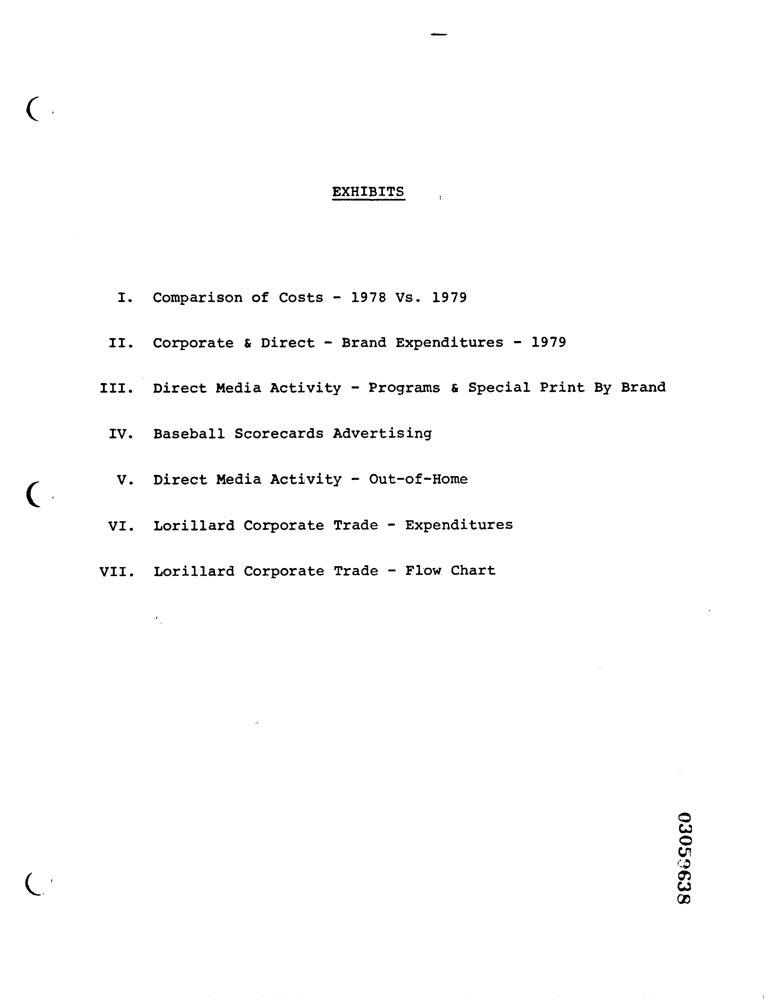 EXHIBITS
I. Comparison of Costs - 1978 Vs. 1979
II. Corporate & Direct - Brand Expenditures - 1979
III. Direct Media Activity - Programs & Special Print By Brand
IV. Baseball Scorecards Advertising
V. Direct Media Activity - Out-of-Home
VI. Lorillard Corporate Trade - Expenditures
VII. Lorillard Corporate Trade - Flow Chart
03059638